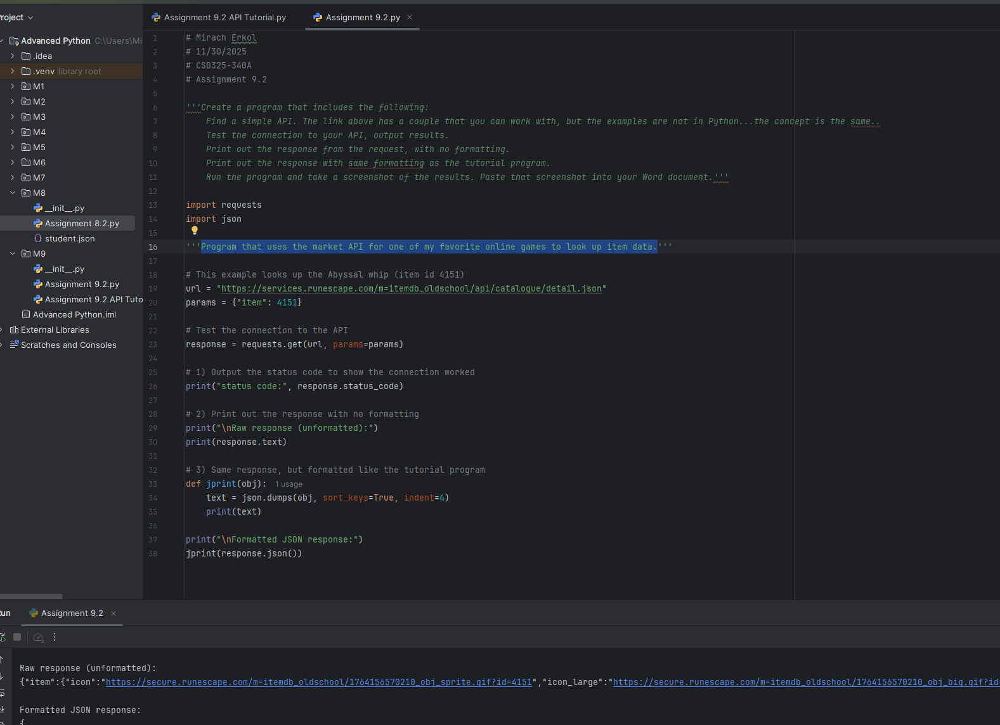 Project
Advanced Python C:\Users\Mi
.idea
.venv library root
M1
M2
M3
M4
M5
M6
M7
M8
__init__.py
Assignment 8.2.py
student.json
M9
__init__.py
Assignment 9.2.py
Assignment 9.2 API Tuto
Advanced Python.iml
External Libraries
Scratches and Consoles
Assignment 9.2 API Tutorial.py
Assignment 9.2.py
1 # Mirach Erkol
2 # 11/30/2025
3 # CSD325-340A
4 # Assignment 9.2
5
6 '''Create a program that includes the following:
7 Find a simple API. The link above has a couple that you can work with, but the examples are not in Python...the concept is the same..
8 Test the connection to your API, output results.
9 Print out the response from the request, with no formatting.
10 Print out the response with same formatting as the tutorial program.
11 Run the program and take a screenshot of the results. Paste that screenshot into your Word document.'''
12
13 import requests
14 import json
15
16 '''Program that uses the market API for one of my favorite online games to look up item data.'''
17
18 # This example looks up the Abyssal whip (item id 4151)
19 url = "https://services.runescape.com/m=itemdb_oldschool/api/catalogue/detail.json"
20 params = {"item": 4151}
21
22 # Test the connection to the API
23 response = requests.get(url, params=params)
24
25 # 1) Output the status code to show the connection worked
26 print("status code:", response.status_code)
27
28 # 2) Print out the response with no formatting
29 print("\nRaw response (unformatted):")
30 print(response.text)
31
32 # 3) Same response, but formatted like the tutorial program
33 def jprint(obj): 1 usage
34 text = json.dumps(obj, sort_keys=True, indent=4)
35 print(text)
36
37 print("\nFormatted JSON response:")
38 jprint(response.json())
Run
Assignment 9.2
Raw response (unformatted):
{"item":{"icon":"https://secure.runescape.com/m=itemdb_oldschool/1764156570210_obj_sprite.gif?id=4151","icon_large":"https://secure.runescape.com/m=itemdb_oldschool/1764156570210_obj_big.gif?id=
Formatted JSON response:
{